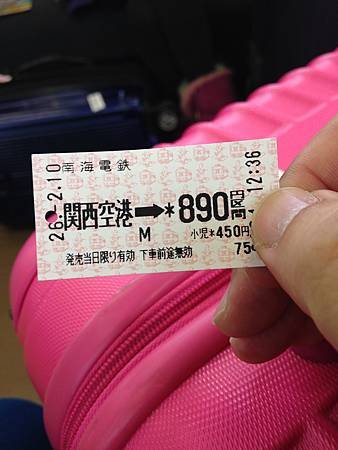 南海電鉄
関西空港➡*890円区間
M 小児*450円
発売当日限り有効 下車前途無効
26.-2.10
12:36